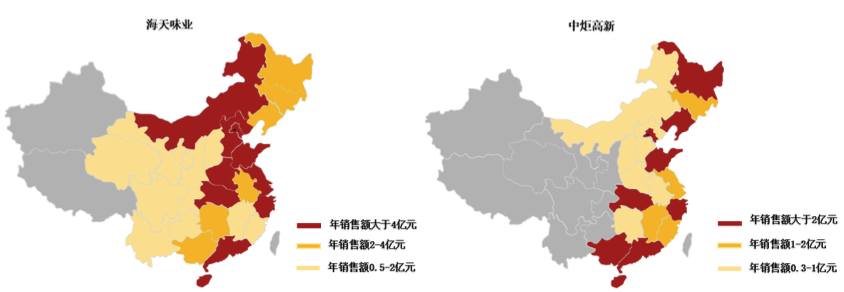 海天味业
中炬高新
年销售额大于4亿元
年销售额2-4亿元
年销售额0.5-2亿元
年销售额大于2亿元
年销售额1-2亿元
年销售额0.3-1亿元